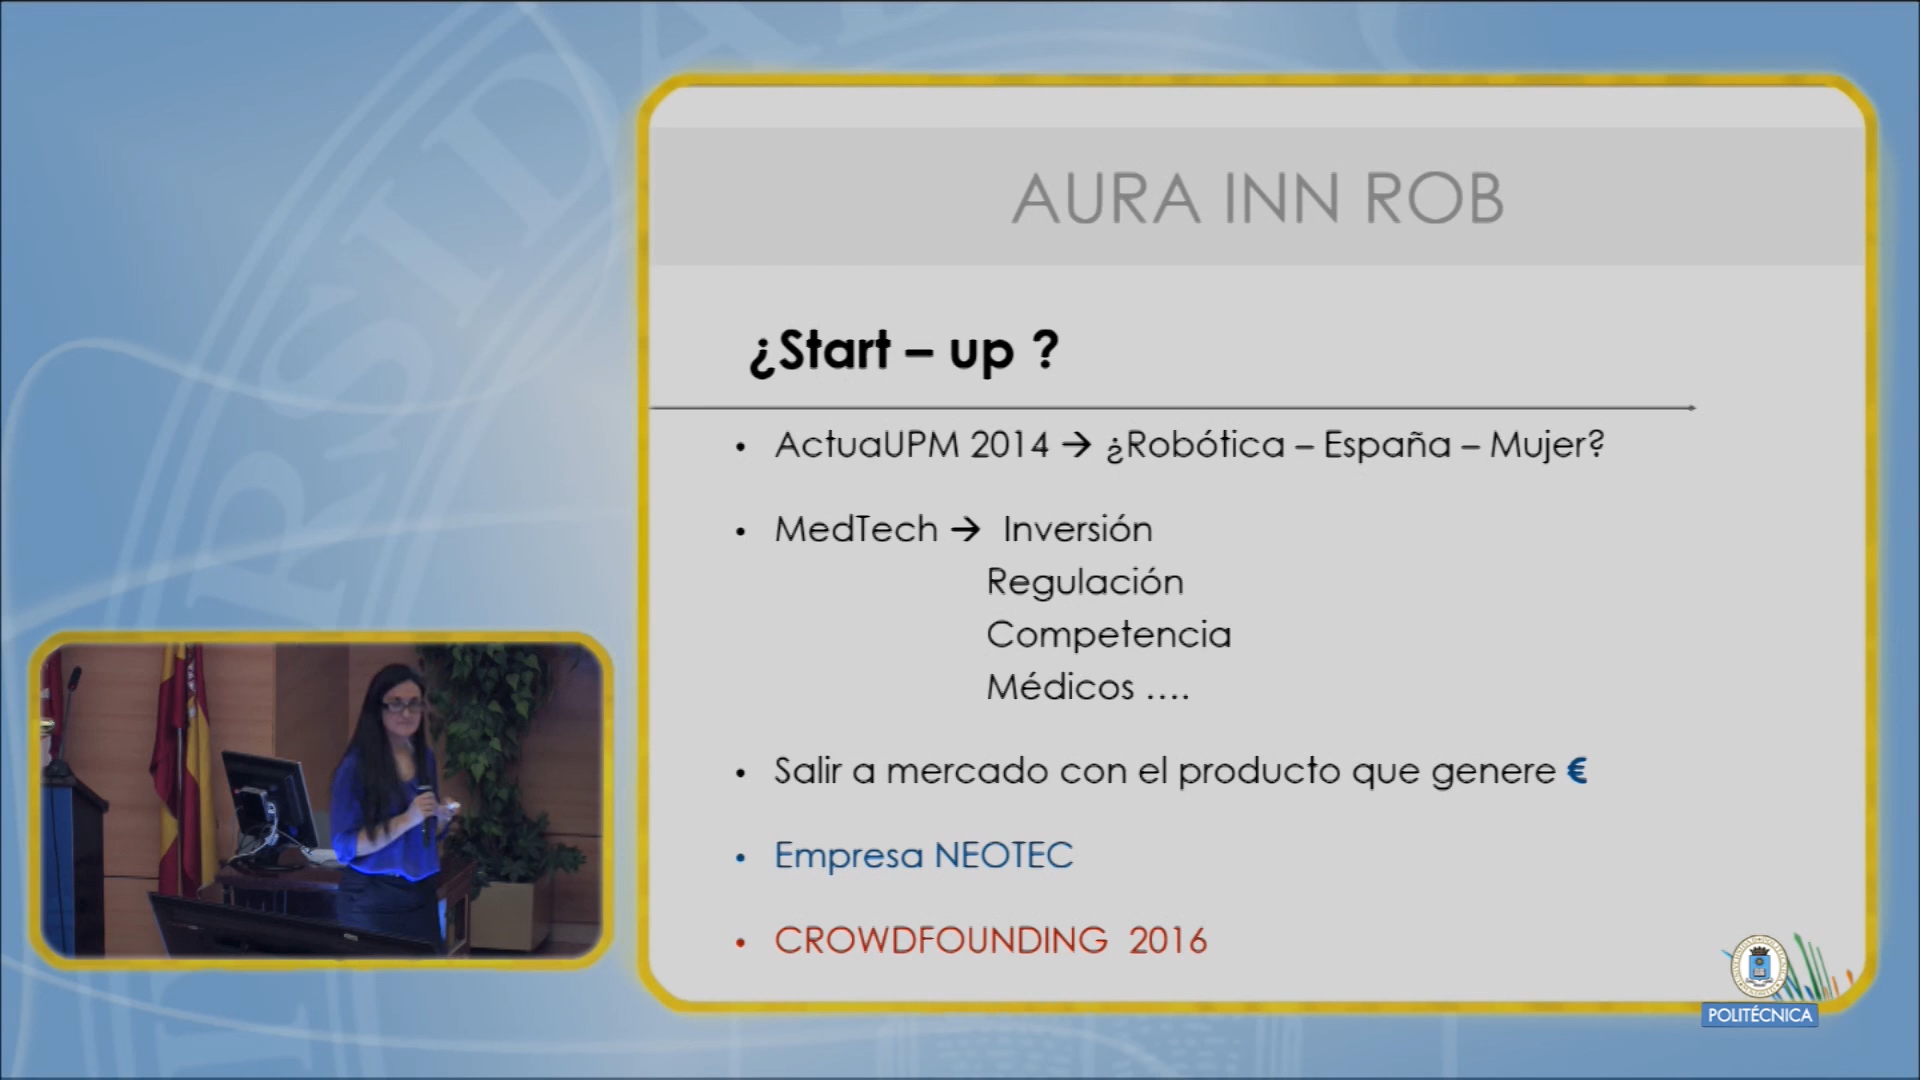 AURA INN ROB
¿Start – up ?
• ActuaUPM 2014 → ¿Robótica – España – Mujer?
• MedTech → Inversión
Regulación
Competencia
Médicos ....
• Salir a mercado con el producto que genere €
• Empresa NEOTEC
• CROWDFOUNDING 2016
POLITÉCNICA